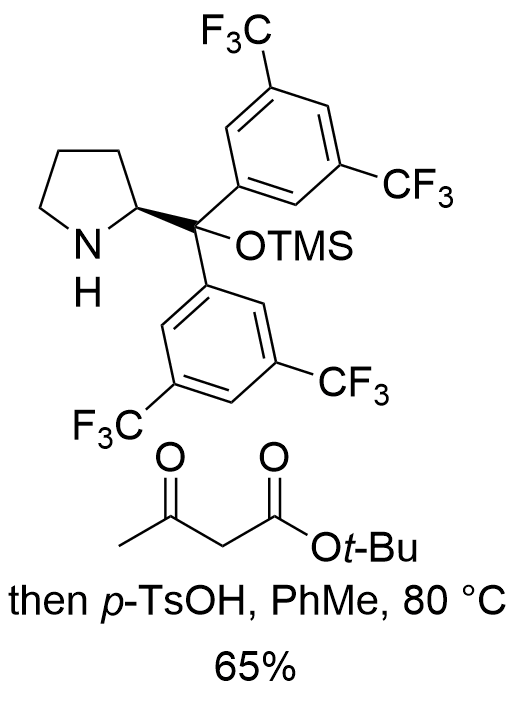 F3C
CF3
N
H
OTMS
F3C
CF3
O O
Ot-Bu
then p-TsOH, PhMe, 80 °C
65%